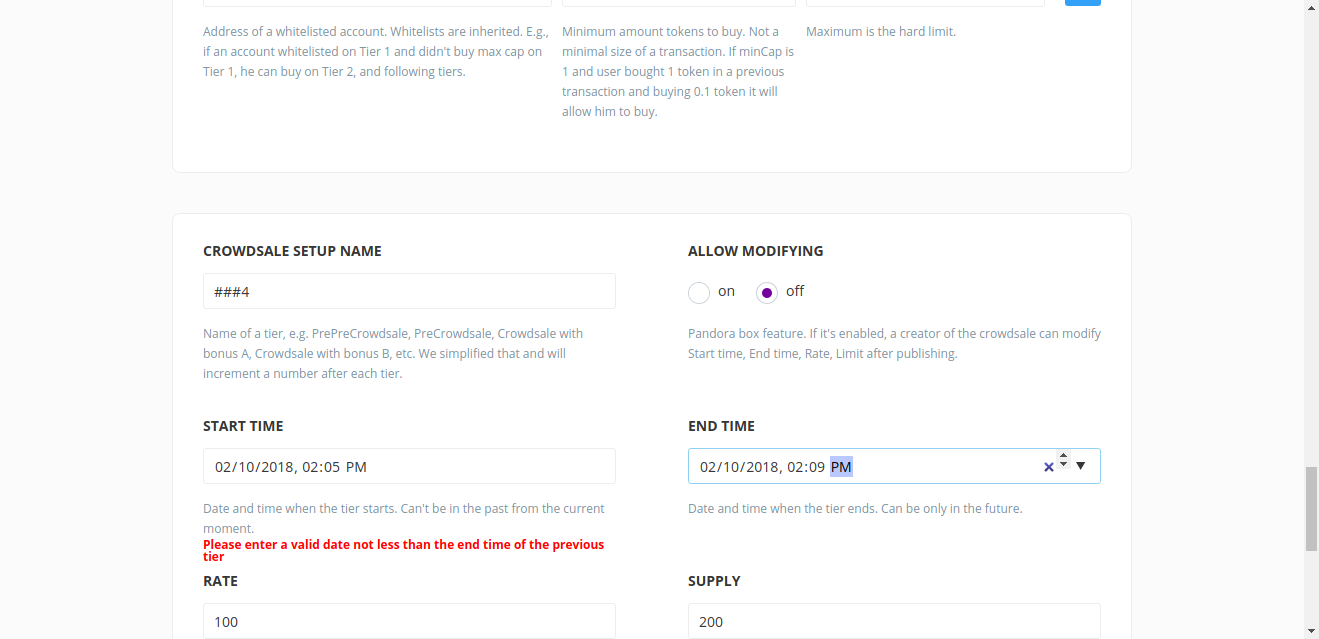 Address of a whitelisted account. Whitelists are inherited. E.g.,
if an account whitelisted on Tier 1 and didn't buy max cap on
Tier 1, he can buy on Tier 2, and following tiers.
Minimum amount tokens to buy. Not a
minimal size of a transaction. If minCap is
1 and user bought 1 token in a previous
transaction and buying 0.1 token it will
allow him to buy.
Maximum is the hard limit.
CROWDSALE SETUP NAME
###4
Name of a tier, e.g. PrePreCrowdsale, PreCrowdsale, Crowdsale with
bonus A, Crowdsale with bonus B, etc. We simplified that and will
increment a number after each tier.
ALLOW MODIFYING
on off
Pandora box feature. If it's enabled, a creator of the crowdsale can modify
Start time, End time, Rate, Limit after publishing.
START TIME
02/10/2018, 02:05 PM
Date and time when the tier starts. Can't be in the past from the current
moment.
Please enter a valid date not less than the end time of the previous
tier
END TIME
02/10/2018, 02:09 PM
Date and time when the tier ends. Can be only in the future.
RATE
100
SUPPLY
200